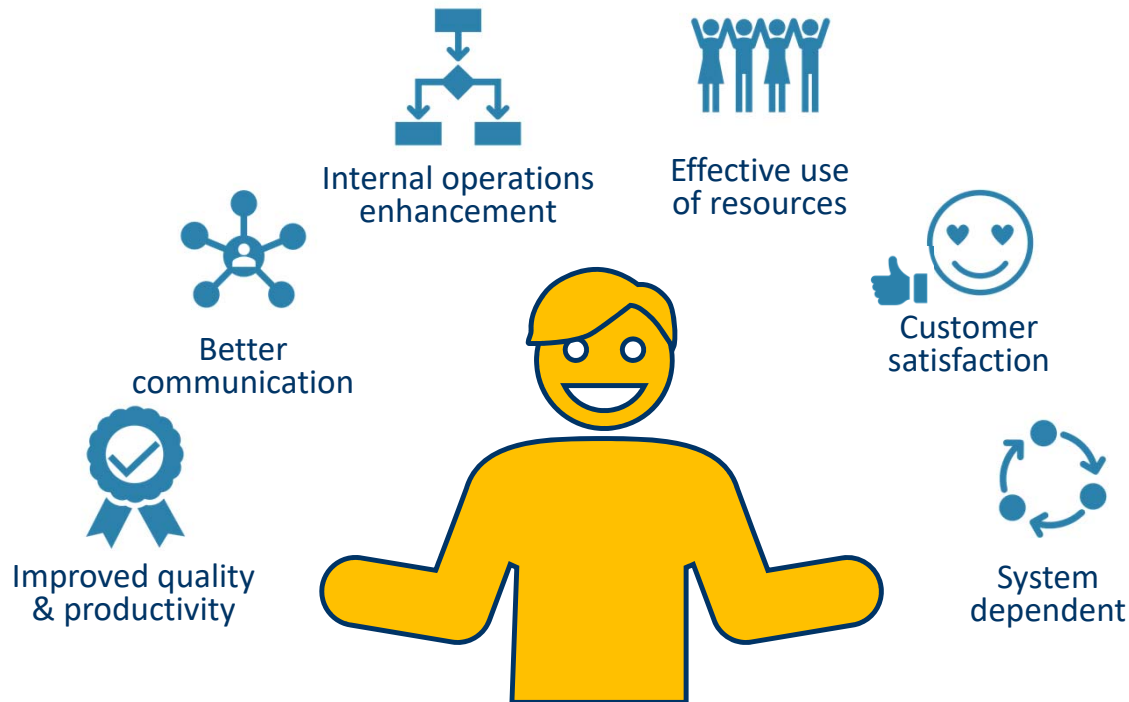 Internal operations
enhancement
Effective use
of resources
Better
communication
Customer
satisfaction
Improved quality
& productivity
System
dependent